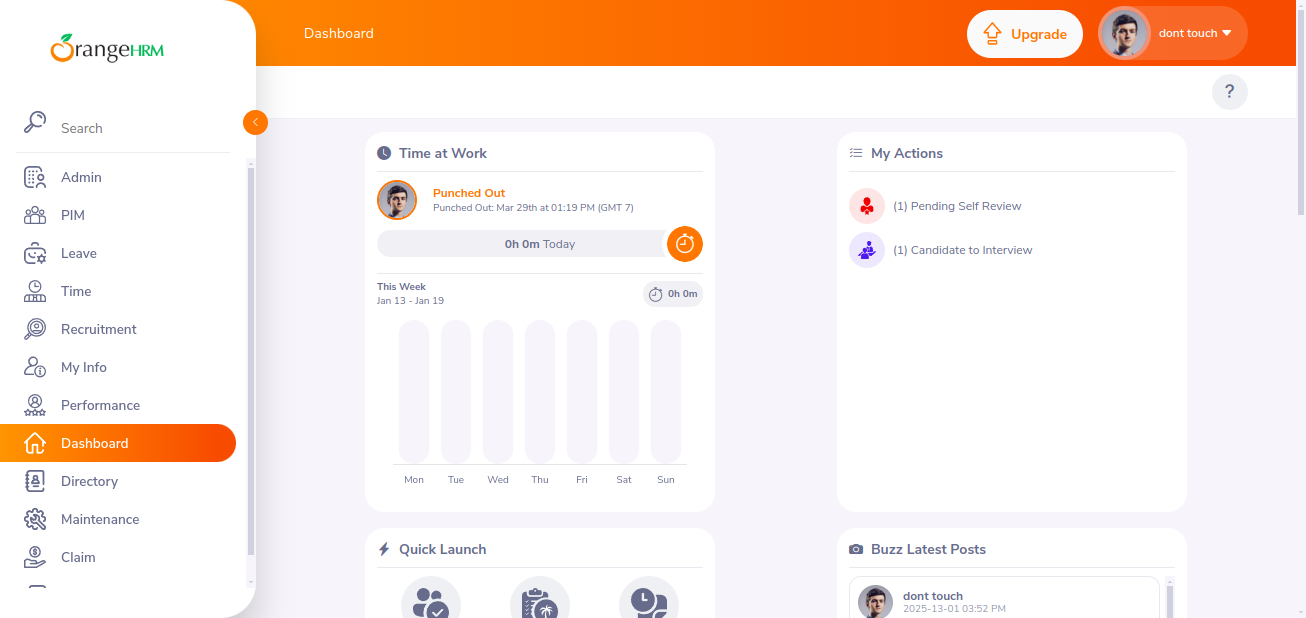 OrangeHRM
Search
Admin
PIM
Leave
Time
Recruitment
My Info
Performance
Dashboard
Directory
Maintenance
Claim
Dashboard
Upgrade
dont touch
?
Time at Work
Punched Out
Punched Out: Mar 29th at 01:19 PM (GMT 7)
0h 0m Today
This Week
Jan 13 - Jan 19
0h 0m
Mon Tue Wed Thu Fri Sat Sun
My Actions
(1) Pending Self Review
(1) Candidate to Interview
Quick Launch
Buzz Latest Posts
dont touch
2025-13-01 03:52 PM